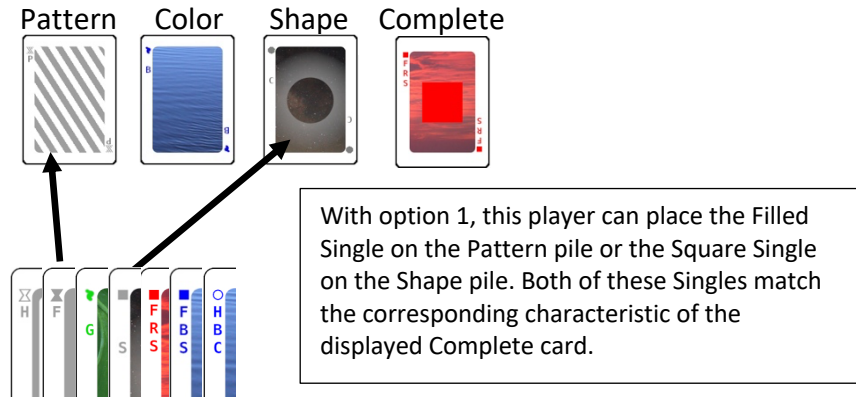 Pattern Color Shape Complete
P
P
B
B
C
C
F
R
S
F
R
S
With option 1, this player can place the Filled
Single on the Pattern pile or the Square Single
on the Shape pile. Both of these Singles match
the corresponding characteristic of the
displayed Complete card.
H
F
G
S
F
R
S
F
B
S
H
B
C